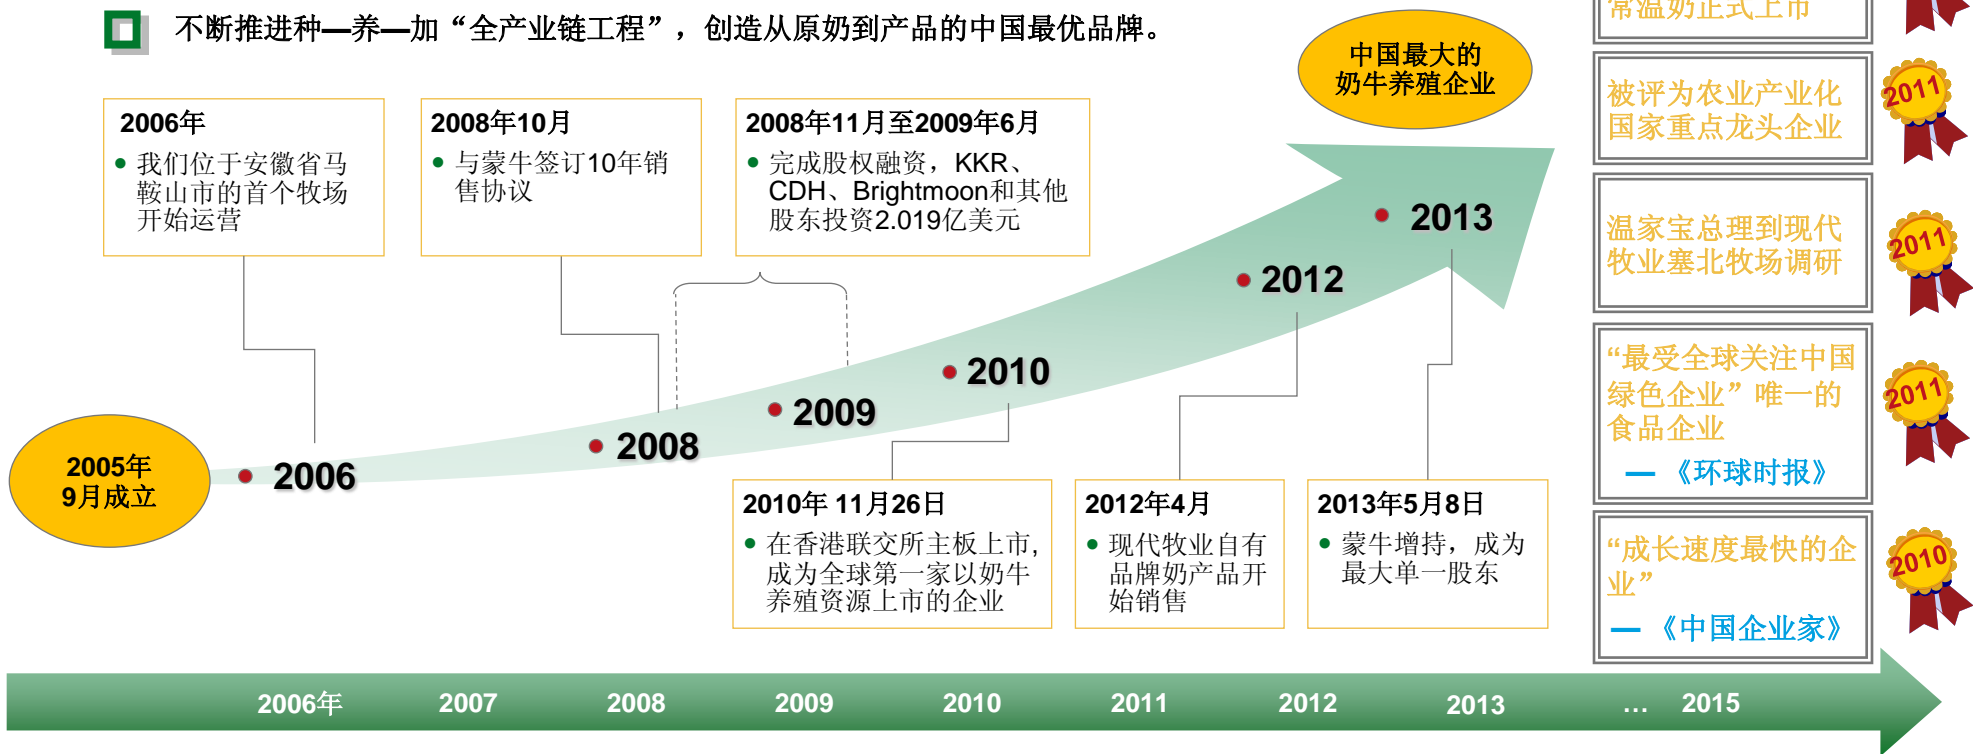 不断推进种—养—加“全产业链工程”，创造从原奶到产品的中国最优品牌。
中国最大的
奶牛养殖企业
2006年
我们位于安徽省马
鞍山市的首个牧场
开始运营
2008年10月
与蒙牛签订10年销
售协议
2008年11月至2009年6月
完成股权融资，KKR、
CDH、Brightmoon和其他
股东投资2.019亿美元
2005年
9月成立
2006
2008
2009
2010
2012
2013
2010年 11月26日
在香港联交所主板上市,
成为全球第一家以奶牛
养殖资源上市的企业
2012年4月
现代牧业自有
品牌奶产品开
始销售
2013年5月8日
蒙牛增持，成为
最大单一股东
常温奶正式上市
被评为农业产业化
国家重点龙头企业
2011
温家宝总理到现代
牧业塞北牧场调研
2011
“最受全球关注中国
绿色企业”唯一的
食品企业
— 《环球时报》
2011
“成长速度最快的企
业”
— 《中国企业家》
2010
2006年
2007
2008
2009
2010
2011
2012
2013
…
2015